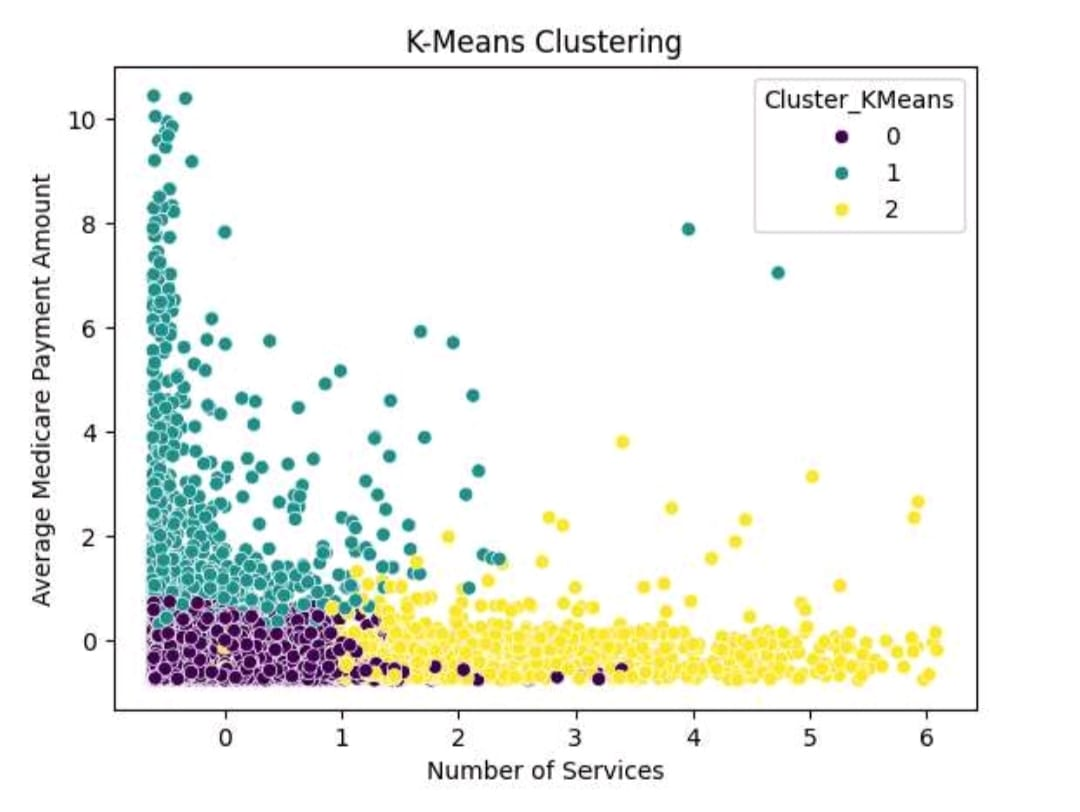 K-Means Clustering
Cluster_KMeans
0
1
2
Average Medicare Payment Amount
10
8
6
4
2
0
0 1 2 3 4 5 6
Number of Services